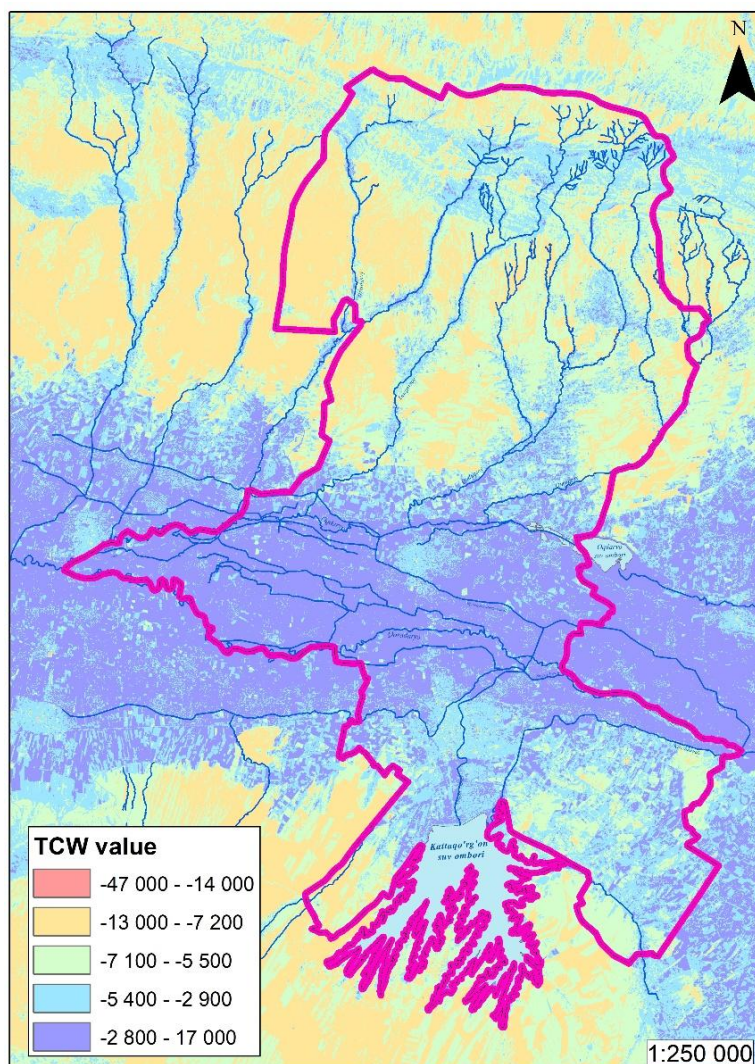 N
Oqdaryo
Qoradaryo
Kattaqo'rg'on
suv ombori
TCW value
-47 000 - -14 000
-13 000 - -7 200
-7 100 - -5 500
-5 400 - -2 900
-2 800 - 17 000
1:250 000